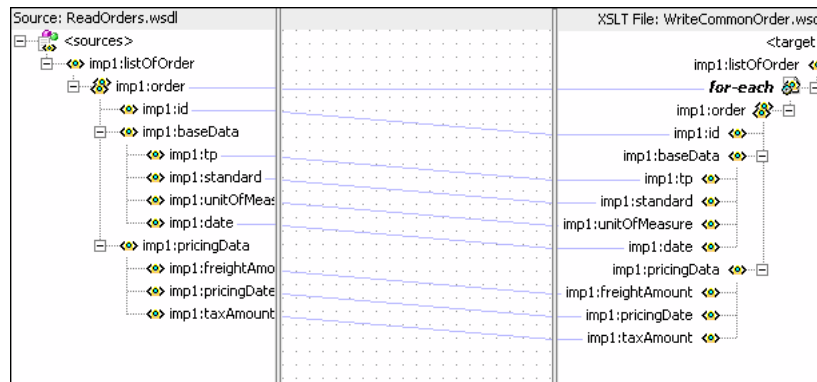 Source: ReadOrders.wsdl
<sources>
imp1:listOfOrder
imp1:order
imp1:id
imp1:baseData
imp1:tp
imp1:standard
imp1:unitOfMeas
imp1:date
imp1:pricingData
imp1:freightAmo
imp1:pricingDate
imp1:taxAmount
XSLT File: WriteCommonOrder.wsd
<target
imp1:listOfOrder
for-each
imp1:order
imp1:id
imp1:baseData
imp1:tp
imp1:standard
imp1:unitOfMeasure
imp1:date
imp1:pricingData
imp1:freightAmount
imp1:pricingDate
imp1:taxAmount